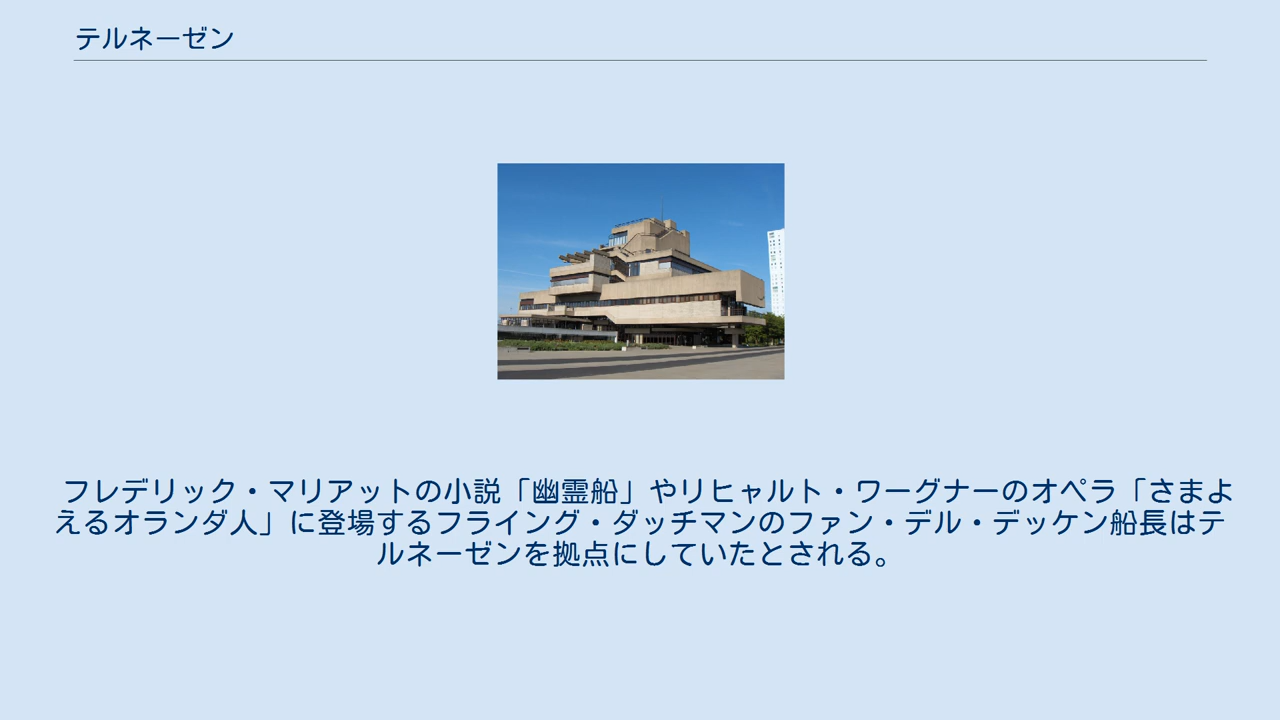 テルネーゼン
フレデリック・マリアットの小説「幽霊船」やリヒャルト・ワーグナーのオペラ「さまよ
えるオランダ人」に登場するフライング・ダッチマンのファン・デル・デッケン船長はテ
ルネーゼンを拠点にしていたとされる。